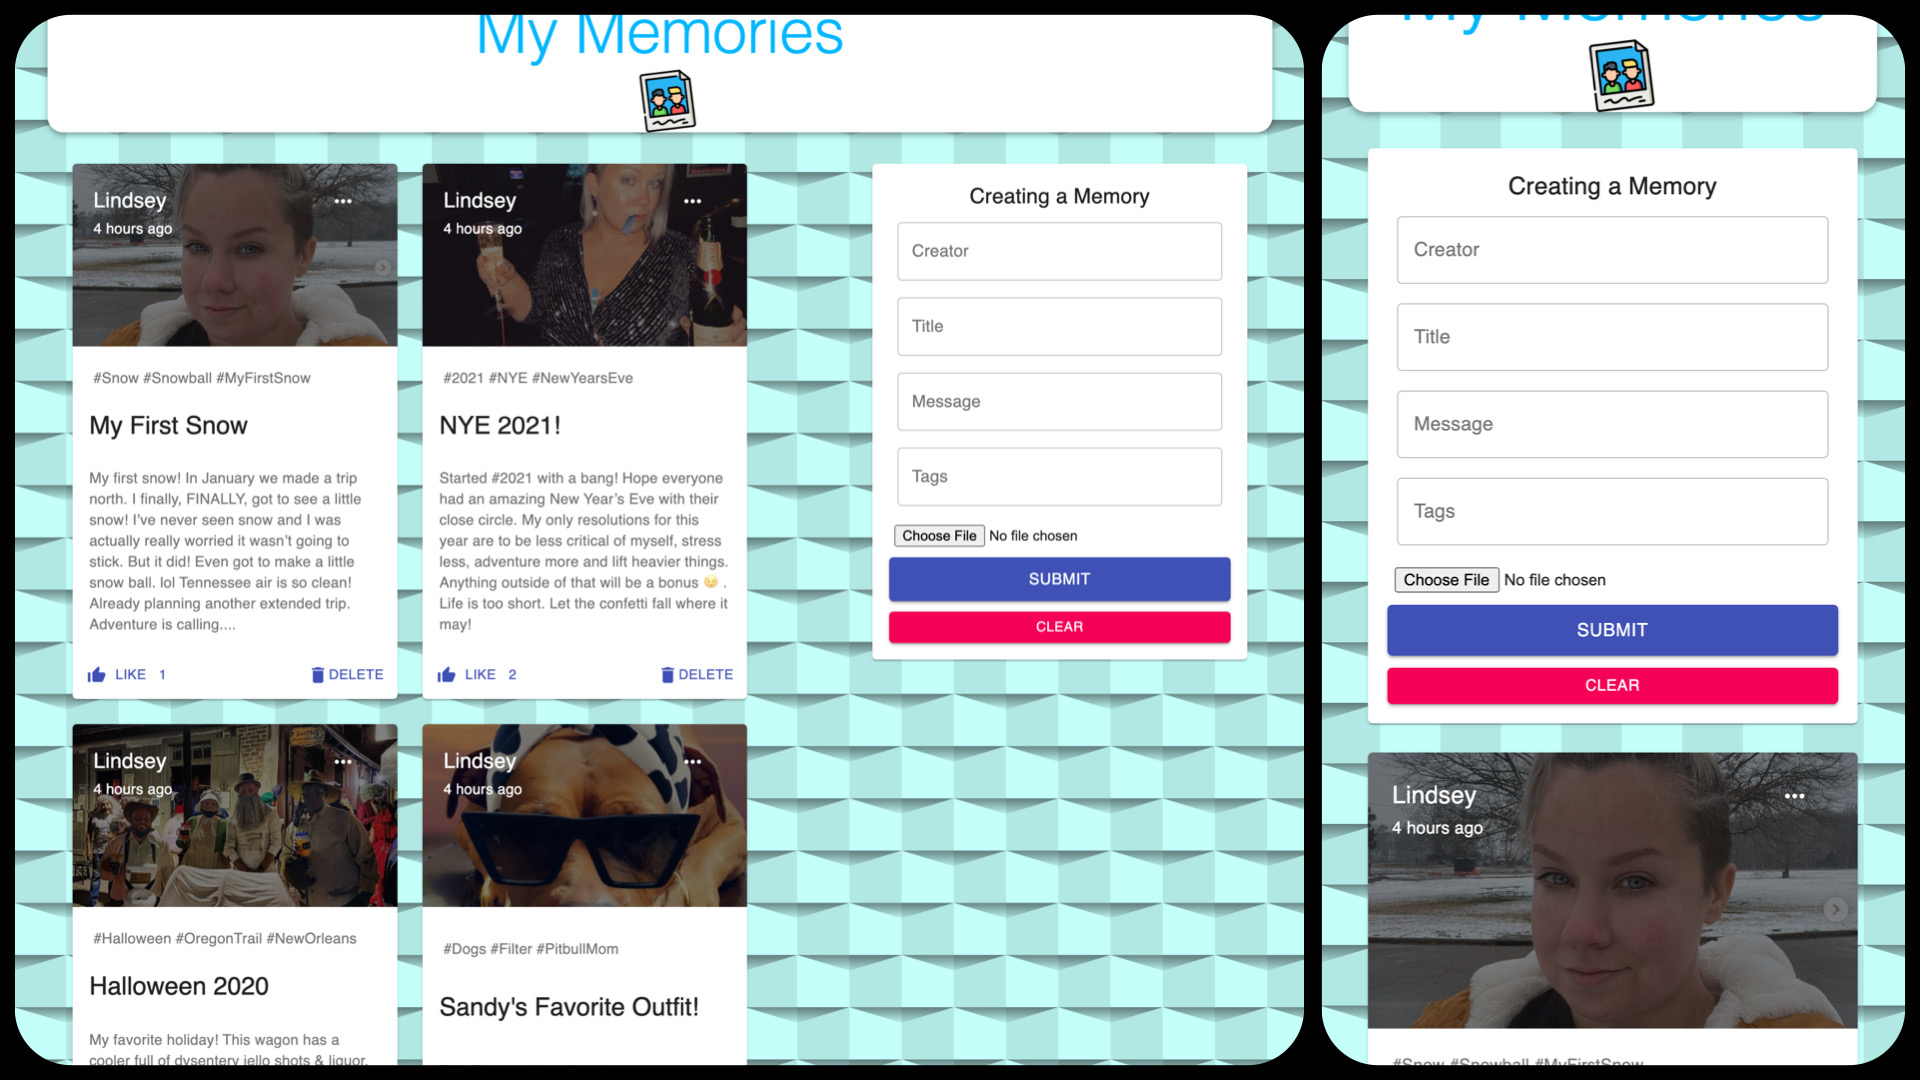 My Memories
Lindsey
4 hours ago
#Snow #Snowball #MyFirstSnow
My First Snow
My first snow! In January we made a trip
north. I finally, FINALLY, got to see a little
snow! I've never seen snow and I was
actually really worried it wasn't going to
stick. But it did! Even got to make a little
snow ball. lol Tennessee air is so clean!
Already planning another extended trip.
Adventure is calling....
LIKE 1
DELETE
Lindsey
4 hours ago
#2021 #NYE #NewYearsEve
NYE 2021!
Started #2021 with a bang! Hope everyone
had an amazing New Year's Eve with their
close circle. My only resolutions for this
year are to be less critical of myself, stress
less, adventure more and lift heavier things.
Anything outside of that will be a bonus 😉 .
Life is too short. Let the confetti fall where it
may!
LIKE 2
DELETE
Lindsey
4 hours ago
#Halloween #OregonTrail #NewOrleans
Halloween 2020
My favorite holiday! This wagon has a
cooler full of dysentery jello shots & liquor.
Lindsey
4 hours ago
#Dogs #Filter #PitbullMom
Sandy's Favorite Outfit!
Creating a Memory
Creator
Title
Message
Tags
Choose File No file chosen
SUBMIT
CLEAR
My Memories
Creating a Memory
Creator
Title
Message
Tags
Choose File No file chosen
SUBMIT
CLEAR
Lindsey
4 hours ago
#Snow #Snowball #MyFirstSnow